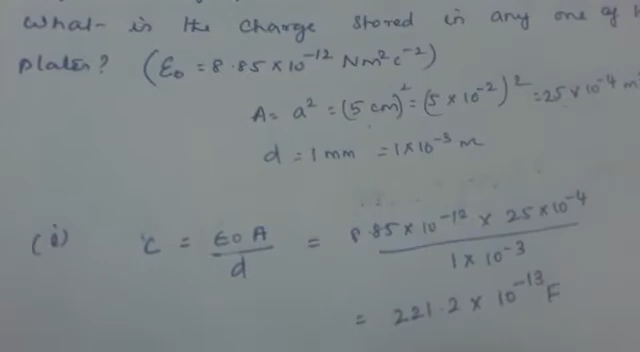 What is the charge stored in any one of
plates? (ε₀ = 8.85×10⁻¹² Nm²c⁻²)
A = a² = (5 cm)² = (5×10⁻²)² = 25×10⁻⁴ m
d = 1 mm = 1×10⁻³ m
(i) C = ε₀ A / d = 8.85×10⁻¹² × 25×10⁻⁴ / 1×10⁻³
= 221.2 × 10⁻¹³ F